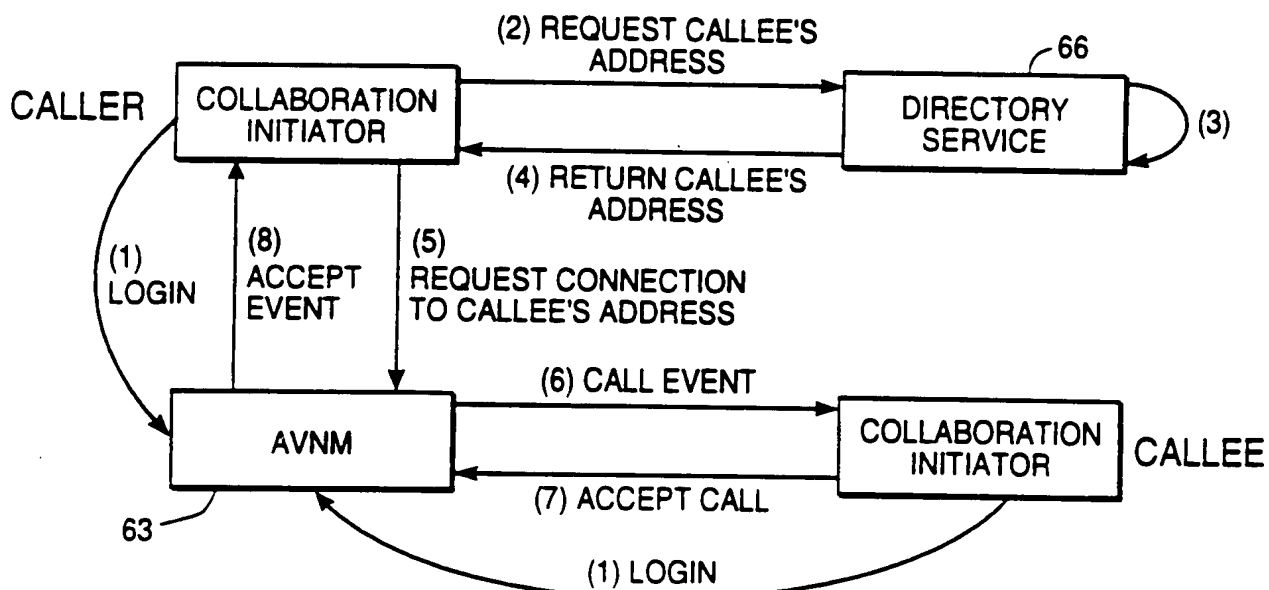 (2) REQUEST CALLEE'S
ADDRESS
66
CALLER
COLLABORATION
INITIATOR
DIRECTORY
SERVICE
(3)
(4) RETURN CALLEE'S
ADDRESS
(1)
LOGIN
(8)
ACCEPT
EVENT
(5)
REQUEST CONNECTION
TO CALLEE'S ADDRESS
(6) CALL EVENT
AVNM
COLLABORATION
INITIATOR
CALLEE
(7) ACCEPT CALL
63
(1) LOGIN